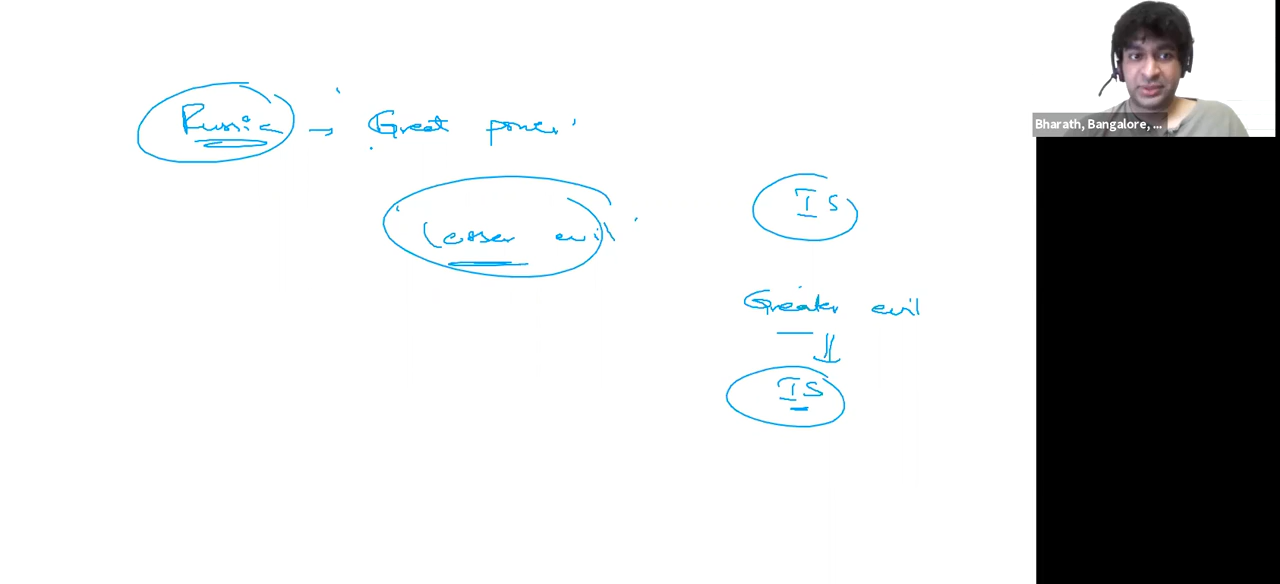 Russia → Great power
Lesser evil
IS
Greater evil
⇓
IS
Bharath, Bangalore, ...